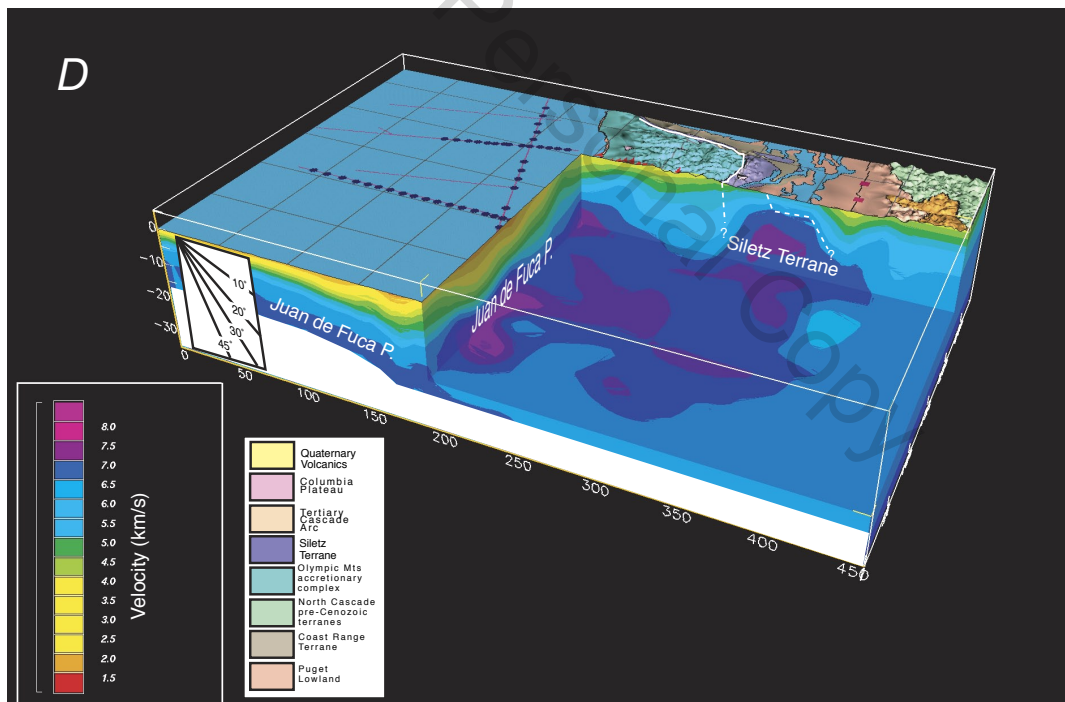 D
Personal Copy
0
−10
−20
−30
10°
20°
30°
45°
Juan de Fuca P.
Juan de Fuca P.
?
Siletz Terrane
?
0
50
100
150
200
250
300
350
400
450
8.0
7.5
7.0
6.5
6.0
5.5
5.0
4.5
4.0
3.5
3.0
2.5
2.0
1.5
Velocity (km/s)
Quaternary
Volcanics
Columbia
Plateau
Tertiary
Cascade
Arc
Siletz
Terrane
Olympic Mts
accretionary
complex
North Cascade
pre-Cenozoic
terranes
Coast Range
Terrane
Puget
Lowland